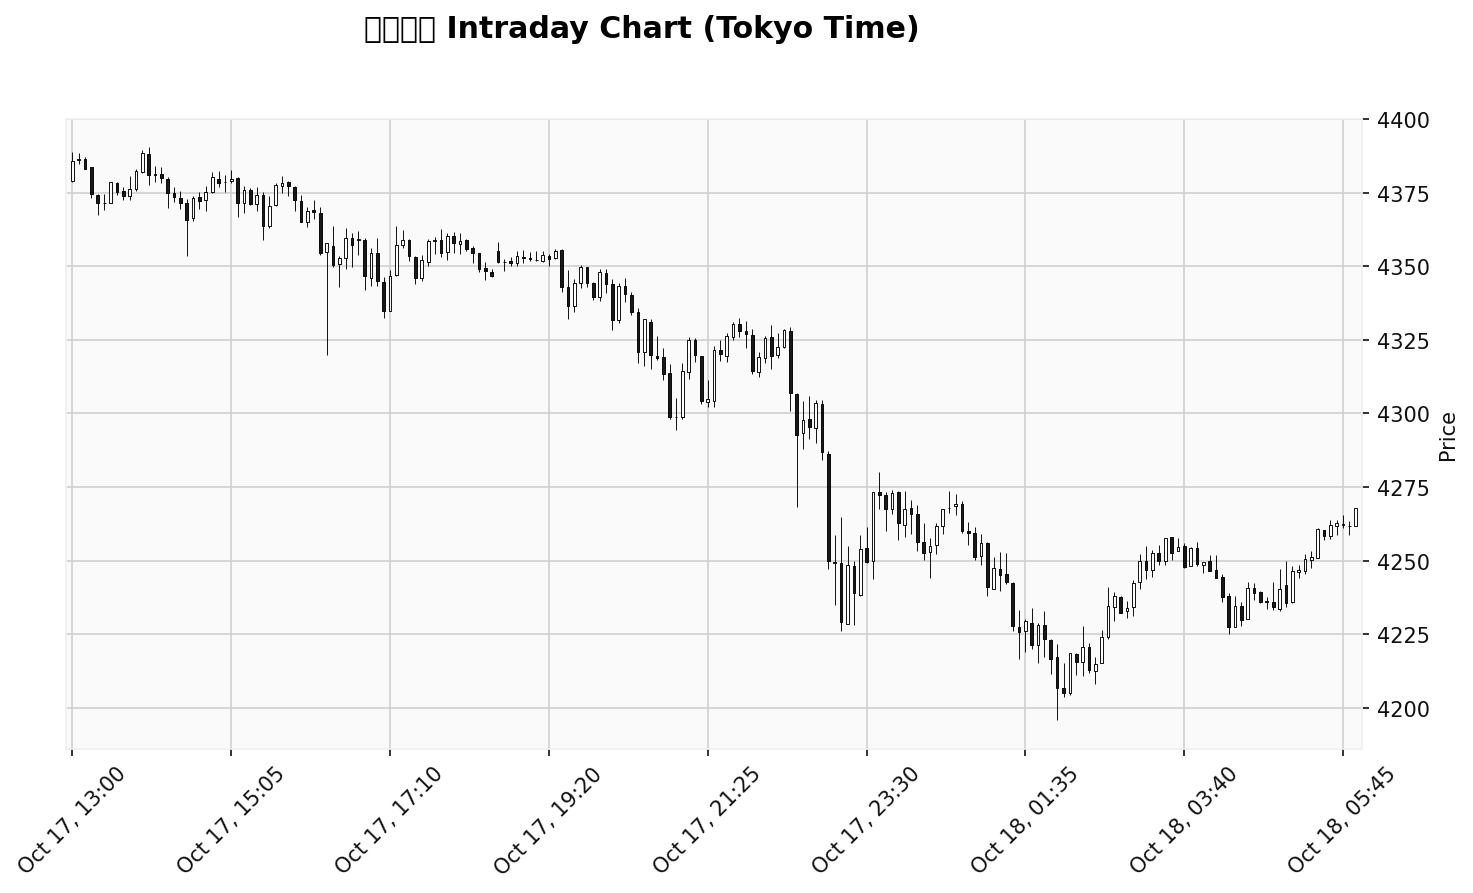 Intraday Chart (Tokyo Time)
4400
4375
4350
4325
4300
4275
4250
4225
4200
Price
Oct 17, 13:00
Oct 17, 15:05
Oct 17, 17:10
Oct 17, 19:20
Oct 17, 21:25
Oct 17, 23:30
Oct 18, 01:35
Oct 18, 03:40
Oct 18, 05:45